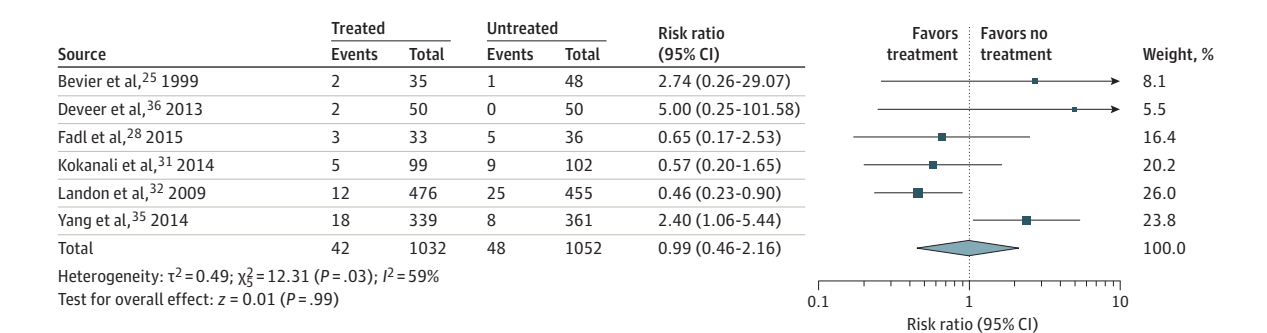 Treated Untreated Risk ratio (95% CI) Favors treatment Favors no treatment
Source Events Total Events Total Weight, %
Bevier et al,25 1999 2 35 1 48 2.74 (0.26-29.07) 8.1
Deveer et al,36 2013 2 50 0 50 5.00 (0.25-101.58) 5.5
Fadl et al,28 2015 3 33 5 36 0.65 (0.17-2.53) 16.4
Kokanali et al,31 2014 5 99 9 102 0.57 (0.20-1.65) 20.2
Landon et al,32 2009 12 476 25 455 0.46 (0.23-0.90) 26.0
Yang et al,35 2014 18 339 8 361 2.40 (1.06-5.44) 23.8
Total 42 1032 48 1052 0.99 (0.46-2.16) 100.0
Heterogeneity: τ2 = 0.49; χ25 = 12.31 (P = .03); I2 = 59%
Test for overall effect: z = 0.01 (P = .99)
0.1 1 10
Risk ratio (95% CI)